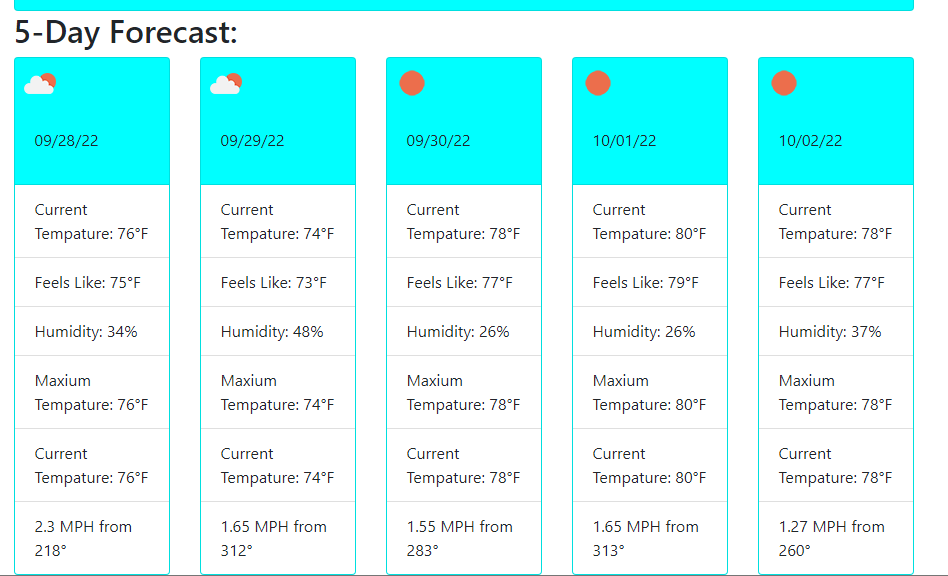 5-Day Forecast:
09/28/22
Current
Tempature: 76°F
Feels Like: 75°F
Humidity: 34%
Maxium
Tempature: 76°F
Current
Tempature: 76°F
2.3 MPH from
218°
09/29/22
Current
Tempature: 74°F
Feels Like: 73°F
Humidity: 48%
Maxium
Tempature: 74°F
Current
Tempature: 74°F
1.65 MPH from
312°
09/30/22
Current
Tempature: 78°F
Feels Like: 77°F
Humidity: 26%
Maxium
Tempature: 78°F
Current
Tempature: 78°F
1.55 MPH from
283°
10/01/22
Current
Tempature: 80°F
Feels Like: 79°F
Humidity: 26%
Maxium
Tempature: 80°F
Current
Tempature: 80°F
1.65 MPH from
313°
10/02/22
Current
Tempature: 78°F
Feels Like: 77°F
Humidity: 37%
Maxium
Tempature: 78°F
Current
Tempature: 78°F
1.27 MPH from
260°